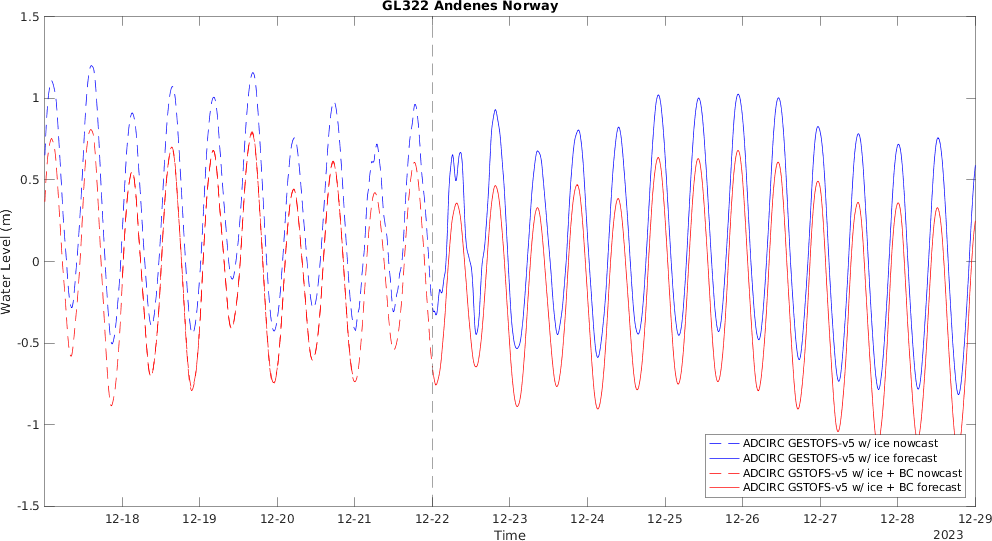 GL322 Andenes Norway
1.5
1
0.5
0
-0.5
-1
-1.5
Water Level (m)
12-18 12-19 12-20 12-21 12-22 12-23 12-24 12-25 12-26 12-27 12-28 12-29
Time
2023
ADCIRC GESTOFS-v5 w/ ice nowcast
ADCIRC GESTOFS-v5 w/ ice forecast
ADCIRC GSTOFS-v5 w/ ice + BC nowcast
ADCIRC GSTOFS-v5 w/ ice + BC forecast